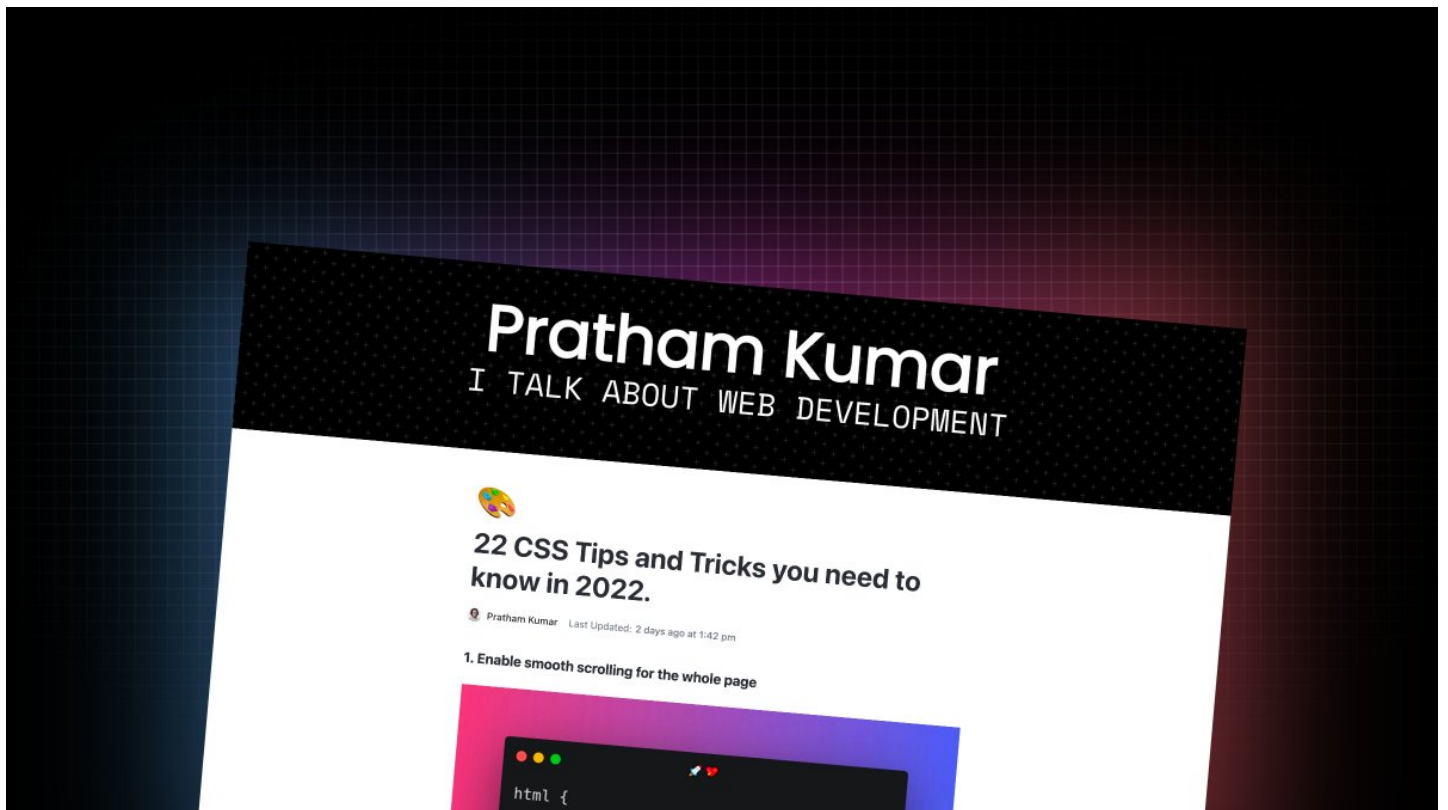 Pratham Kumar
I TALK ABOUT WEB DEVELOPMENT
22 CSS Tips and Tricks you need to
know in 2022.
Pratham Kumar Last Updated: 2 days ago at 1:42 pm
1. Enable smooth scrolling for the whole page
html {